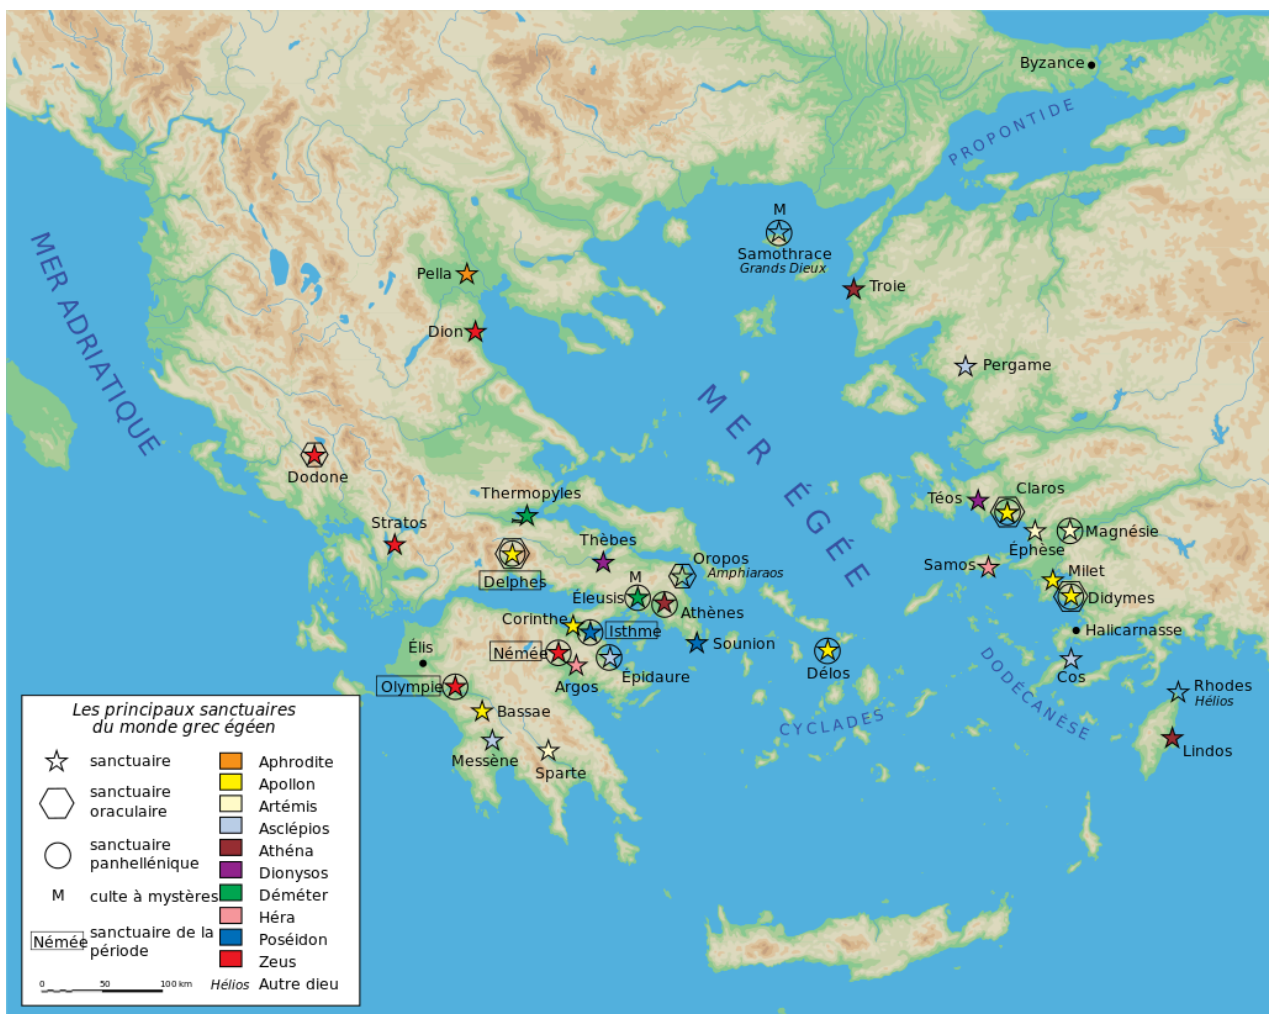 Byzance
PROPONTIDE
M
Samothrace
Grands Dieux
Troie
Pella
Dion
MER ADRIATIQUE
Pergame
MER ÉGÉE
Dodone
Thermopyles
Stratos
Thèbes
Delphes
Oropos
Amphiaraos
M
Éleusis
Athènes
Téos
Claros
Éphèse
Magnésie
Samos
Milet
Didymes
Halicarnasse
Corinthe
Isthme
Némée
Sounion
Élis
Épidaure
Argos
Olympie
Délos
Cos
DODÉCANÈSE
Rhodes
Hélios
Lindos
CYCLADES
Bassae
Messène
Sparte
Les principaux sanctuaires
du monde grec égéen
sanctuaire
sanctuaire
oraculaire
sanctuaire
panhellénique
M culte à mystères
Némée sanctuaire de la
période
0 50 100 km
Aphrodite
Apollon
Artémis
Asclépios
Athéna
Dionysos
Déméter
Héra
Poséidon
Zeus
Hélios Autre dieu